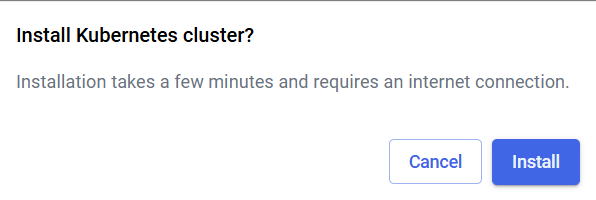 Install Kubernetes cluster?
Installation takes a few minutes and requires an internet connection.
Cancel
Install